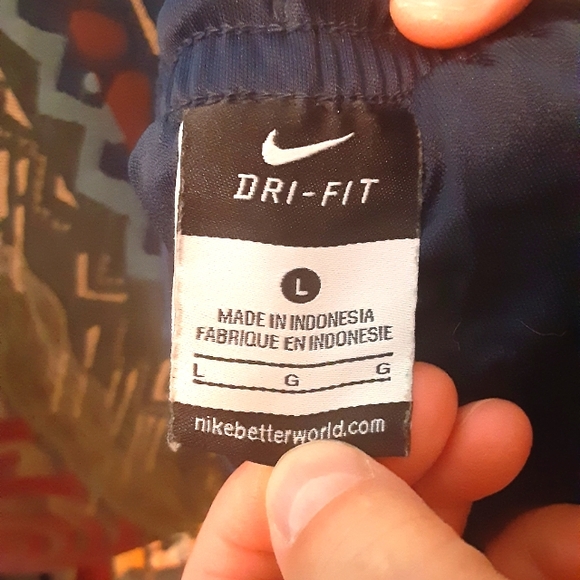 DRI-FIT
L
MADE IN INDONESIA
FABRIQUE EN INDONESIE
L G G
nikebetterworld.com